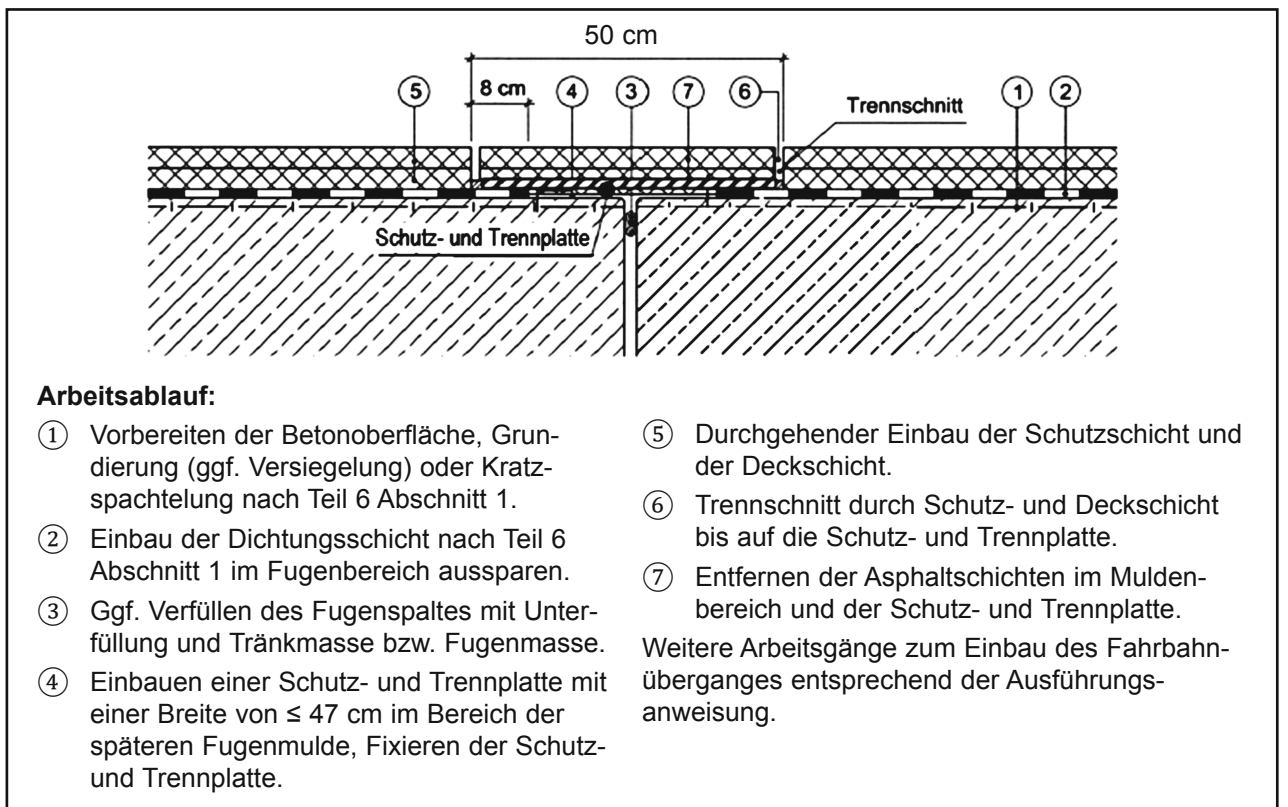 50 cm
⑤ 8 cm ④ ③ ⑦ ⑥ Trennschnitt ① ②
Schutz- und Trennplatte
Arbeitsablauf:
① Vorbereiten der Betonoberfläche, Grun-
dierung (ggf. Versiegelung) oder Kratz-
spachtelung nach Teil 6 Abschnitt 1.
② Einbau der Dichtungsschicht nach Teil 6
Abschnitt 1 im Fugenbereich aussparen.
③ Ggf. Verfüllen des Fugenspaltes mit Unter-
füllung und Tränkmasse bzw. Fugenmasse.
④ Einbauen einer Schutz- und Trennplatte mit
einer Breite von ≤ 47 cm im Bereich der
späteren Fugenmulde, Fixieren der Schutz-
und Trennplatte.
⑤ Durchgehender Einbau der Schutzschicht und
der Deckschicht.
⑥ Trennschnitt durch Schutz- und Deckschicht
bis auf die Schutz- und Trennplatte.
⑦ Entfernen der Asphaltschichten im Mulden-
bereich und der Schutz- und Trennplatte.
Weitere Arbeitsgänge zum Einbau des Fahrbahn-
überganges entsprechend der Ausführungs-
anweisung.